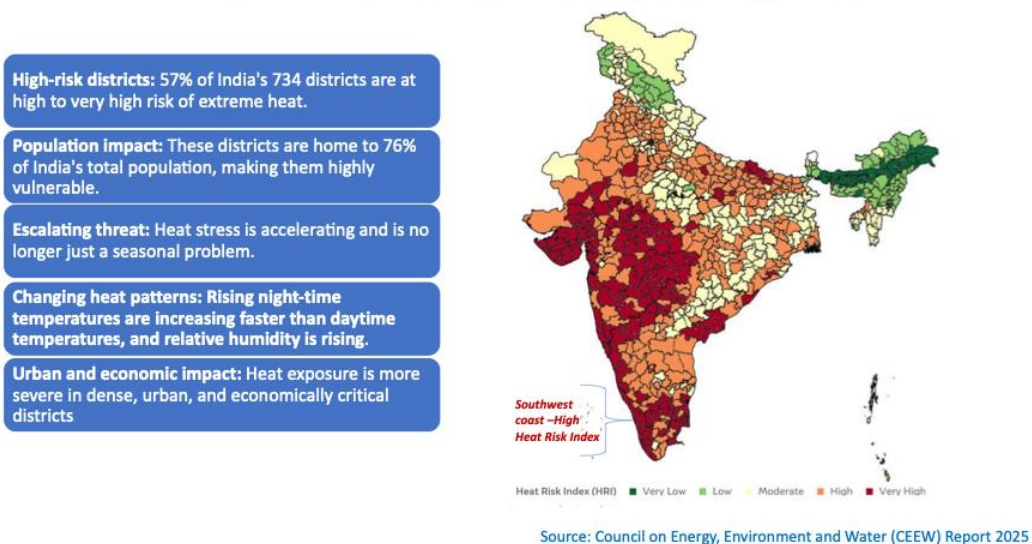 High-risk districts: 57% of India's 734 districts are at
high to very high risk of extreme heat.
Population impact: These districts are home to 76%
of India's total population, making them highly
vulnerable.
Escalating threat: Heat stress is accelerating and is no
longer just a seasonal problem.
Changing heat patterns: Rising night-time
temperatures are increasing faster than daytime
temperatures, and relative humidity is rising.
Urban and economic impact: Heat exposure is more
severe in dense, urban, and economically critical
districts
Southwest
coast –High
Heat Risk Index
Heat Risk Index (HRI) Very Low Low Moderate High Very High
Source: Council on Energy, Environment and Water (CEEW) Report 2025